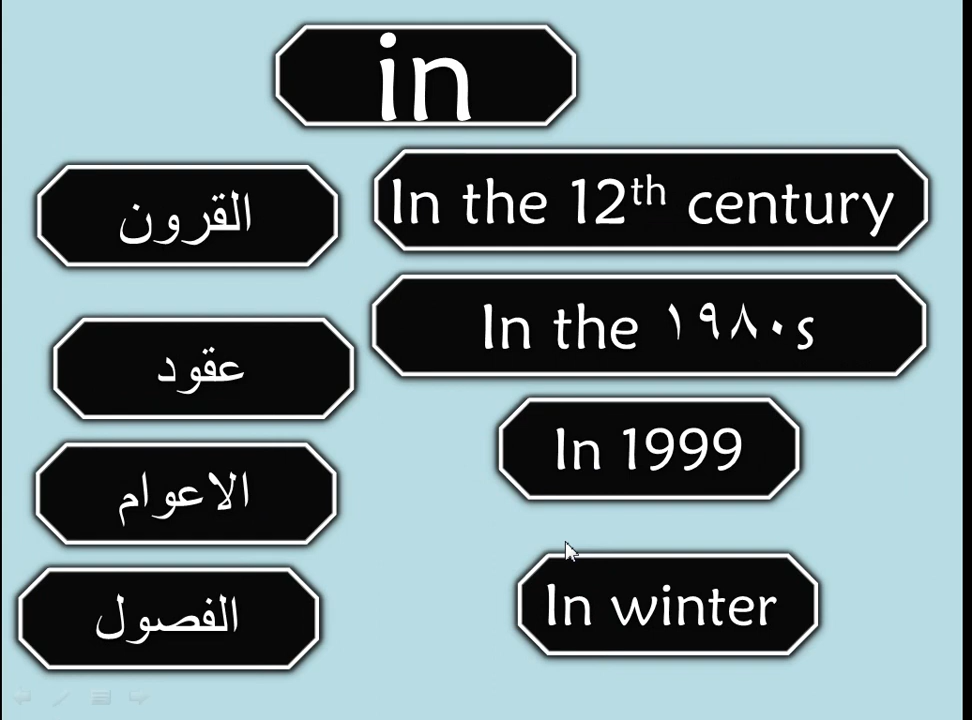 in
القرون
In the 12th century
عقود
In the ١٩٨٠s
الاعوام
In 1999
الفصول
In winter